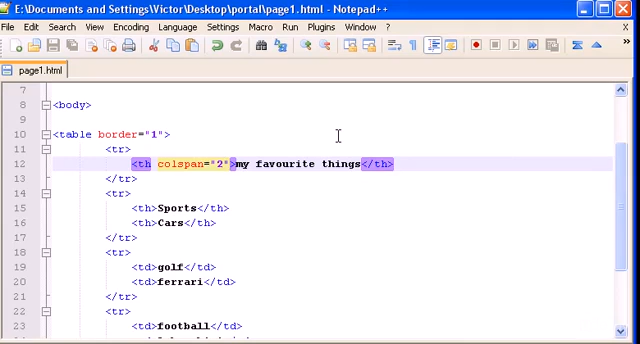 E:\Documents and Settings\Victor\Desktop\portal\page1.html - Notepad++
File Edit Search View Encoding Language Settings Macro Run Plugins Window
page1.html
7
8 <body>
9
10 <table border="1">
11 <tr>
12 <th colspan="2">my favourite things</th>
13 </tr>
14 <tr>
15 <th>Sports</th>
16 <th>Cars</th>
17 </tr>
18 <tr>
19 <td>golf</td>
20 <td>ferrari</td>
21 </tr>
22 <tr>
23 <td>football</td>